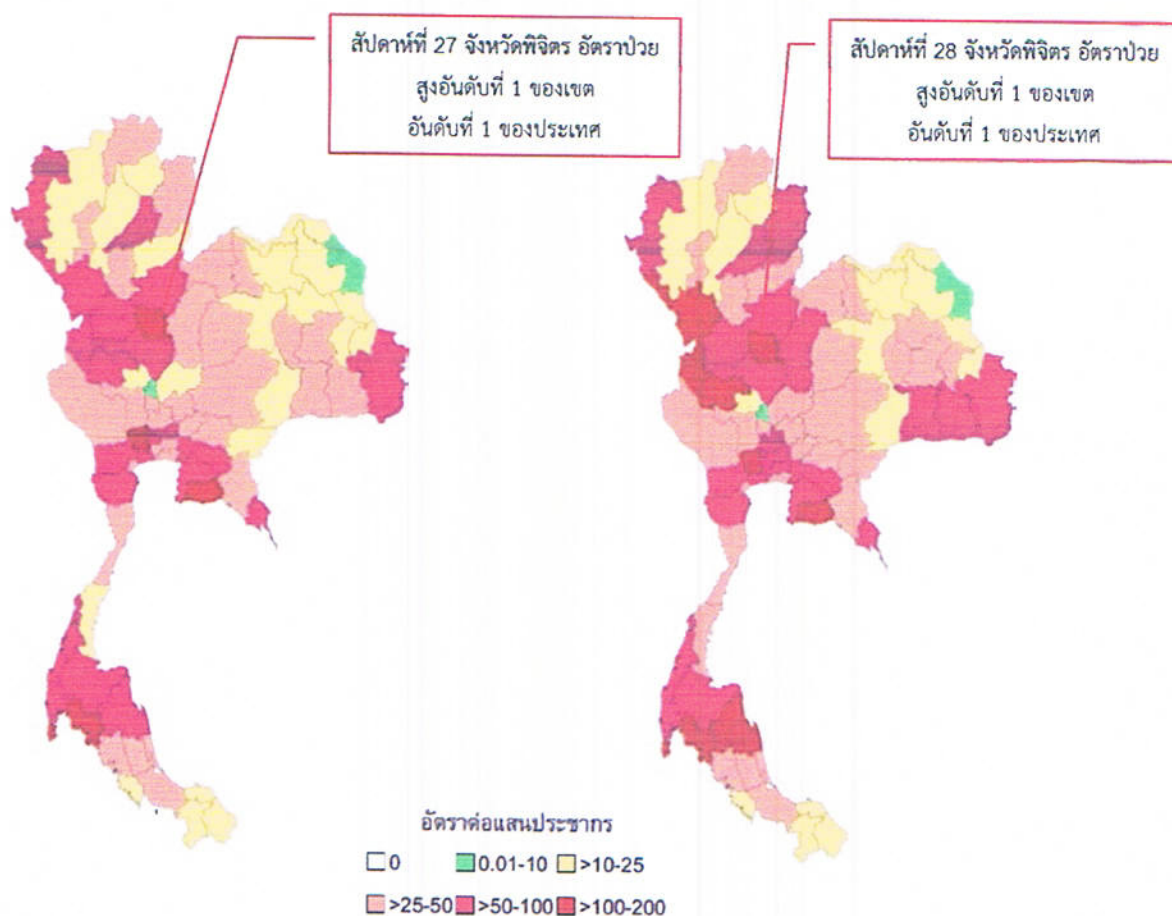 สัปดาห์ที่ 27 จังหวัดพิจิตร อัตราป่วย
สูงอันดับที่ 1 ของเขต
อันดับที่ 1 ของประเทศ
สัปดาห์ที่ 28 จังหวัดพิจิตร อัตราป่วย
สูงอันดับที่ 1 ของเขต
อันดับที่ 1 ของประเทศ
อัตราต่อแสนประชากร
0 0.01-10 >10-25
>25-50 >50-100 >100-200